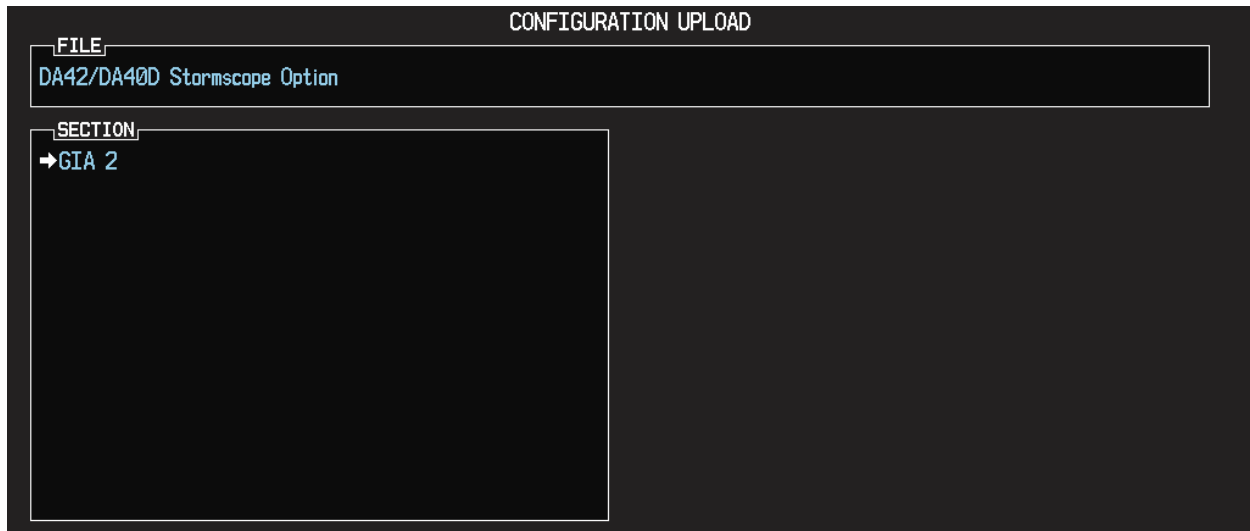 CONFIGURATION UPLOAD
FILE
DA42/DA40D Stormscope Option
SECTION
➔GIA 2